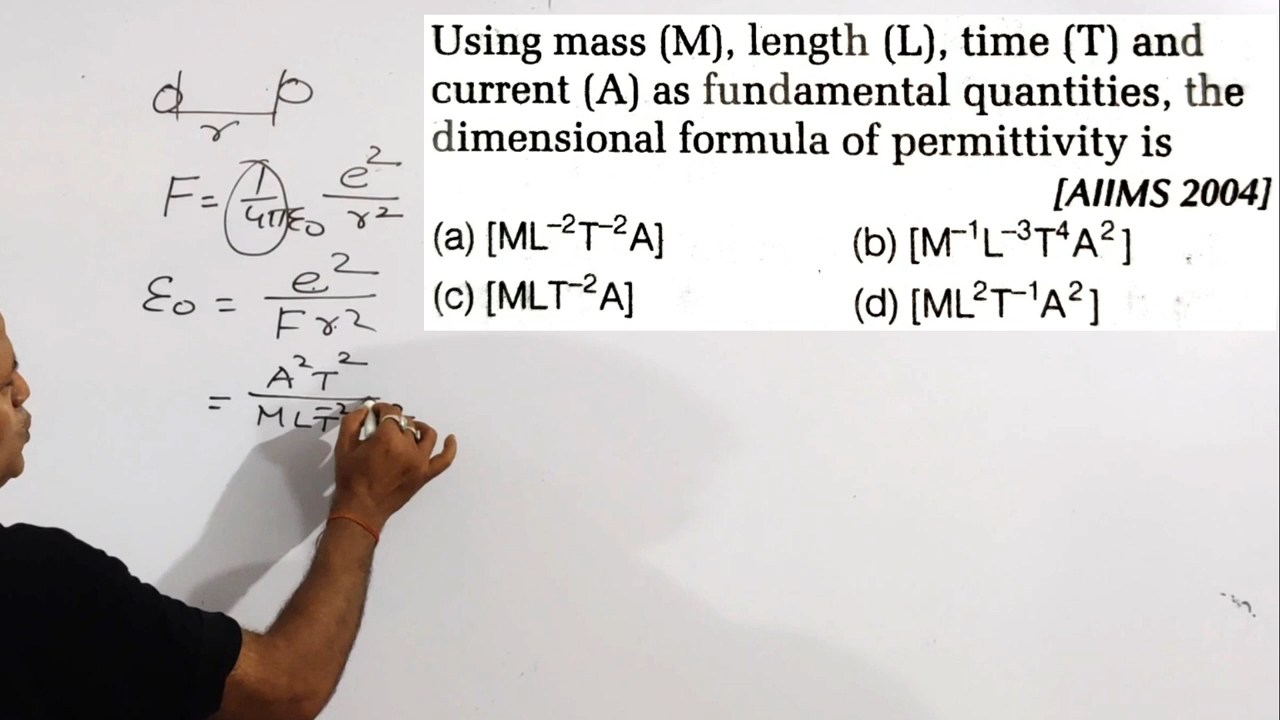 Using mass (M), length (L), time (T) and
current (A) as fundamental quantities, the
dimensional formula of permittivity is
[AIIMS 2004]
(a) [ML⁻²T⁻²A] (b) [M⁻¹L⁻³T⁴A²]
(c) [MLT⁻²A] (d) [ML²T⁻¹A²]
r
F = 1/4πε₀ e²/r²
ε₀ = e²/Fr²
= A²T²/MLT⁻²